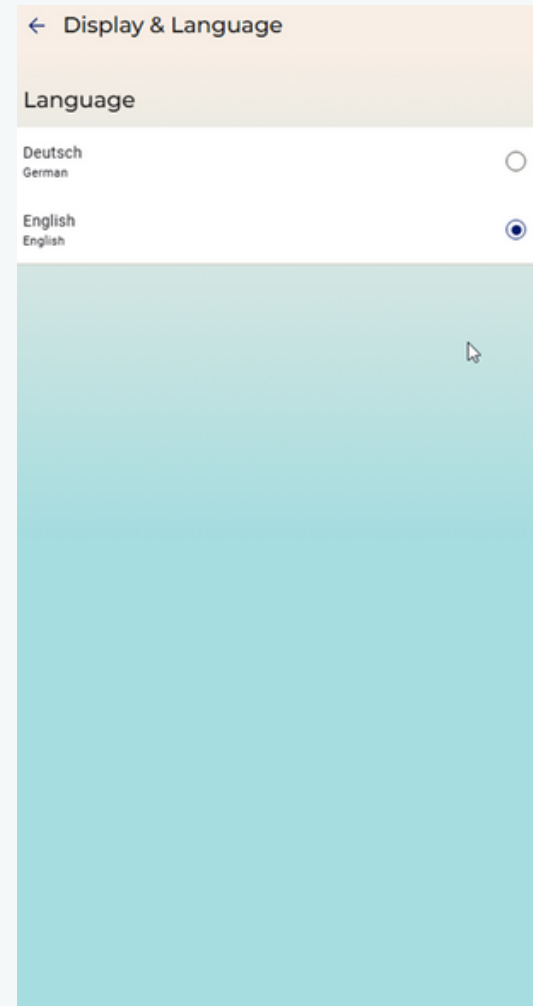 Display & Language
Language
Deutsch
German
English
English